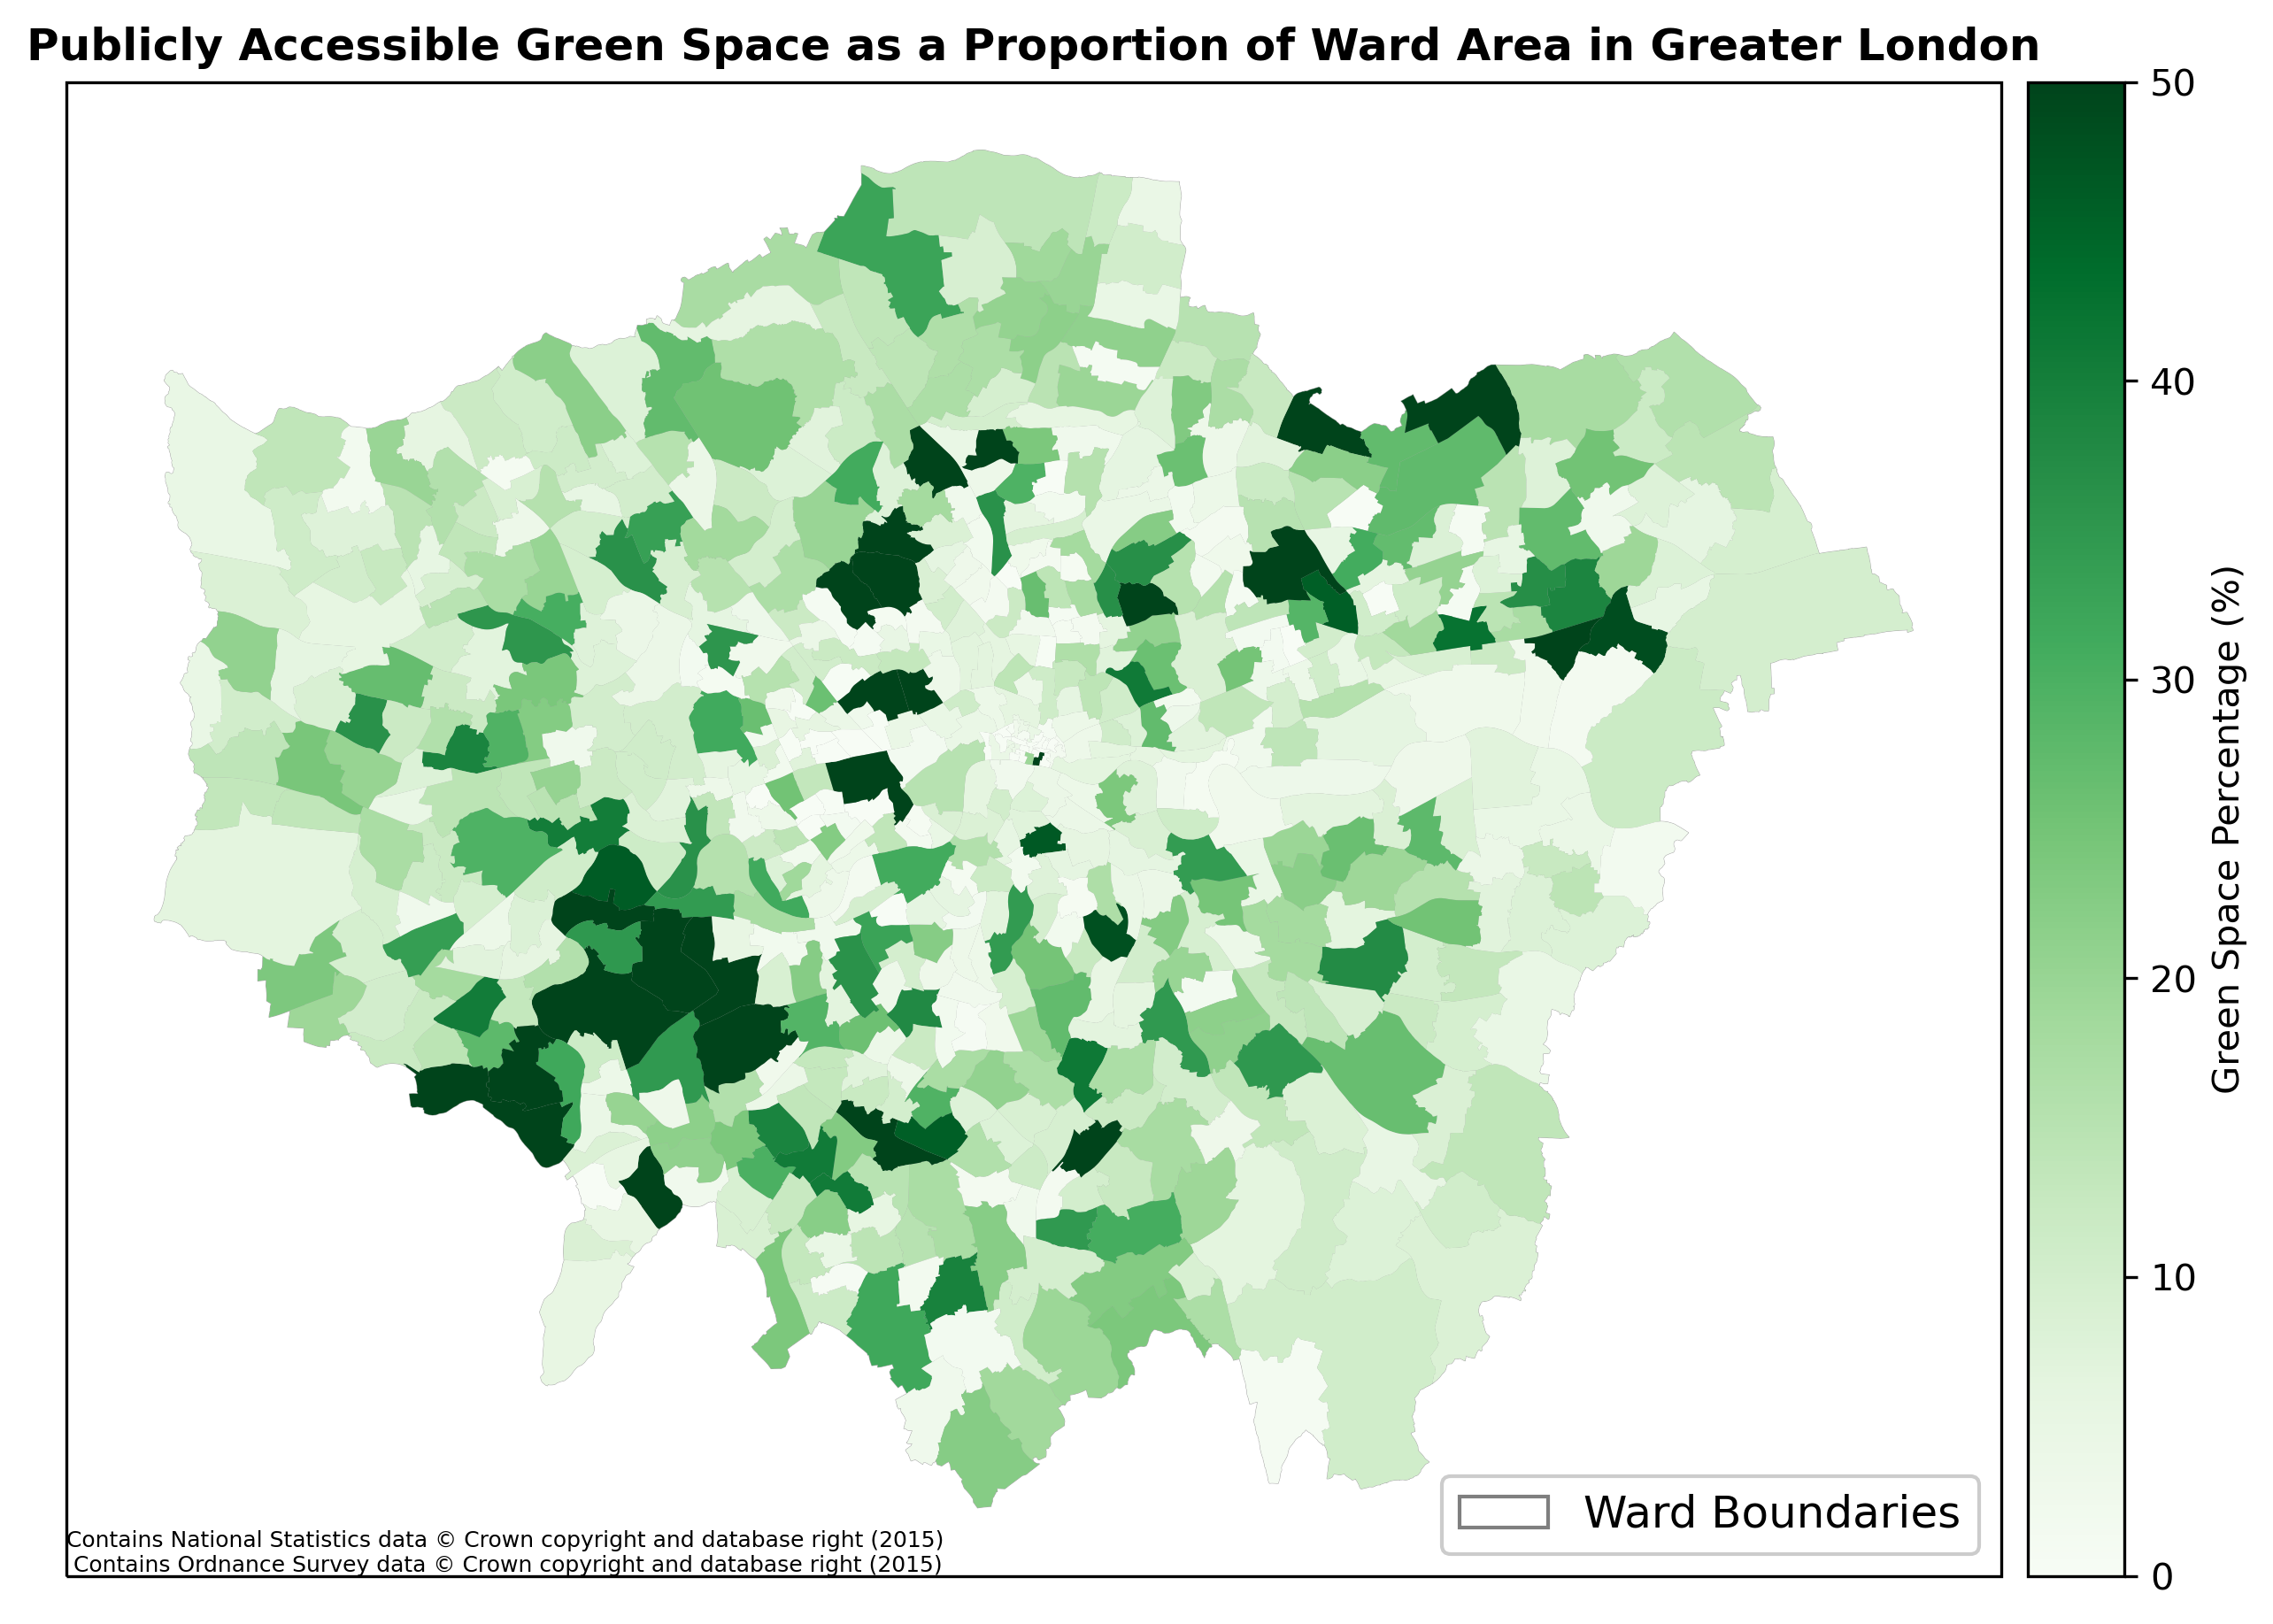 Publicly Accessible Green Space as a Proportion of Ward Area in Greater London
50
40
30
20
10
0
Green Space Percentage (%)
Ward Boundaries
Contains National Statistics data © Crown copyright and database right (2015)
Contains Ordnance Survey data © Crown copyright and database right (2015)